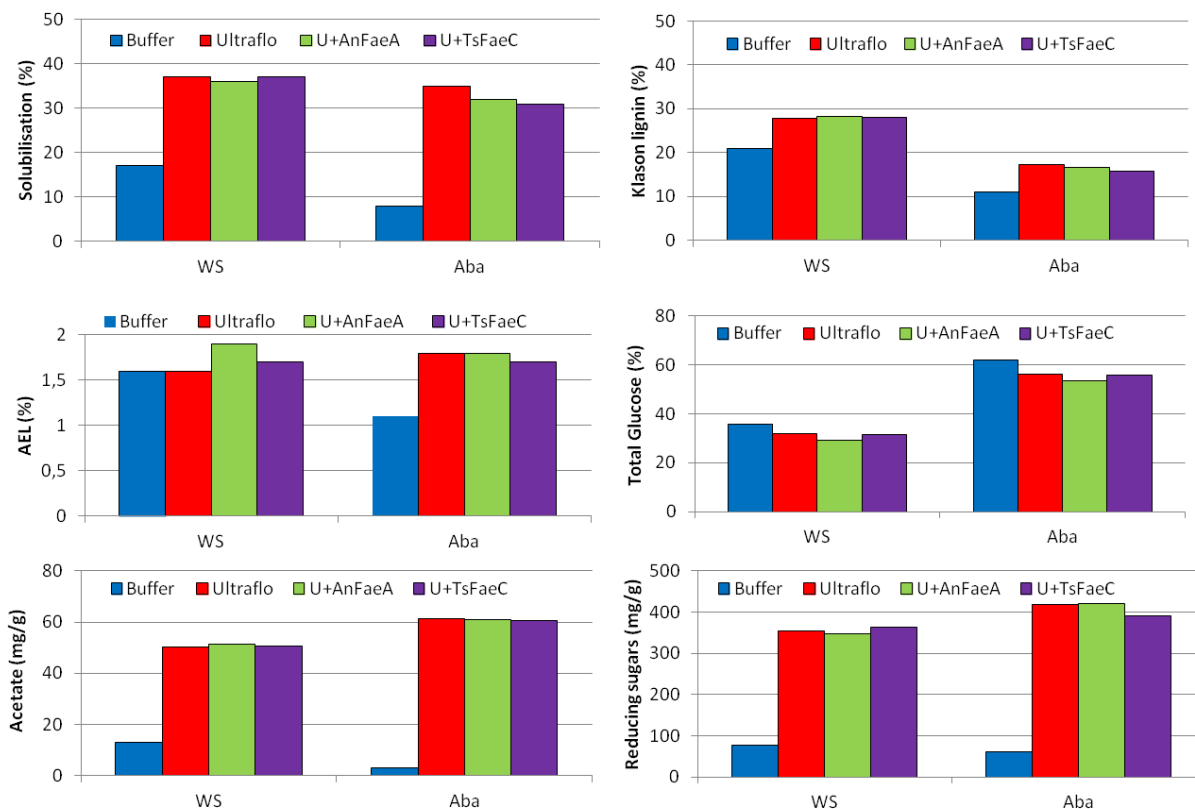 Solubilisation (%)
50
40
30
20
10
0
Buffer Ultraflo U+AnFaeA U+TsFaeC
WS Aba
Klason lignin (%)
50
40
30
20
10
0
Buffer Ultraflo U+AnFaeA U+TsFaeC
WS Aba
AEL (%)
Buffer Ultraflo U+AnFaeA U+TsFaeC
2
1,5
1
0,5
0
WS Aba
Total Glucose (%)
80
60
40
20
0
Buffer Ultraflo U+AnFaeA U+TsFaeC
WS Aba
Acetate (mg/g)
80
60
40
20
0
Buffer Ultraflo U+AnFaeA U+TsFaeC
WS Aba
Reducing sugars (mg/g)
500
400
300
200
100
0
Buffer Ultraflo U+AnFaeA U+TsFaeC
WS Aba